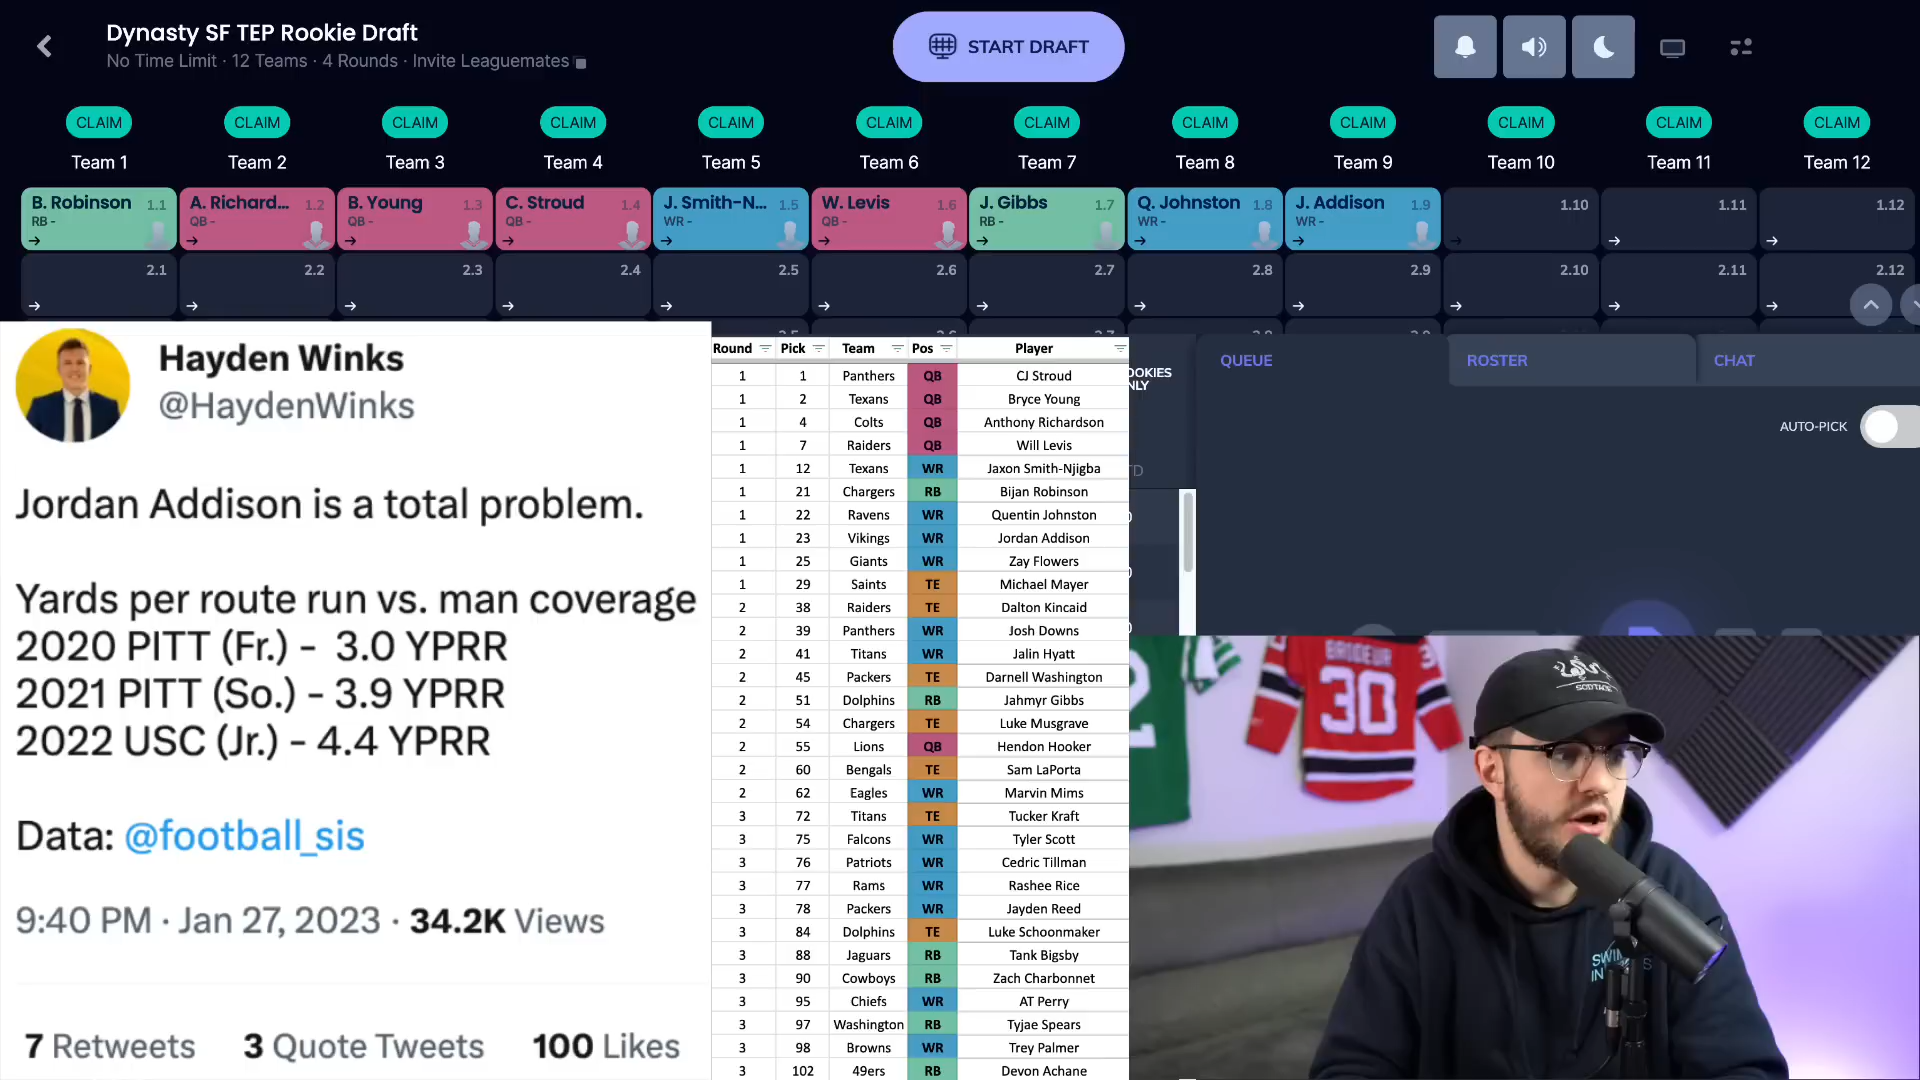 Dynasty SF TEP Rookie Draft
No Time Limit · 12 Teams · 4 Rounds · Invite Leaguemates
START DRAFT
CLAIM CLAIM CLAIM CLAIM CLAIM CLAIM CLAIM CLAIM CLAIM CLAIM CLAIM CLAIM
Team 1 Team 2 Team 3 Team 4 Team 5 Team 6 Team 7 Team 8 Team 9 Team 10 Team 11 Team 12
B. Robinson 1.1 A. Richard... 1.2 B. Young 1.3 C. Stroud 1.4 J. Smith-N... 1.5 W. Levis 1.6 J. Gibbs 1.7 Q. Johnston 1.8 J. Addison 1.9 1.10 1.11 1.12
RB - QB - QB - QB - WR - QB - RB - WR - WR -
2.1 2.2 2.3 2.4 2.5 2.6 2.7 2.8 2.9 2.10 2.11 2.12
Hayden Winks
@HaydenWinks
Jordan Addison is a total problem.
Yards per route run vs. man coverage
2020 PITT (Fr.) - 3.0 YPRR
2021 PITT (So.) - 3.9 YPRR
2022 USC (Jr.) - 4.4 YPRR
Data: @football_sis
9:40 PM · Jan 27, 2023 · 34.2K Views
7 Retweets 3 Quote Tweets 100 Likes
Round Pick Team Pos Player
1 1 Panthers QB CJ Stroud
1 2 Texans QB Bryce Young
1 4 Colts QB Anthony Richardson
1 7 Raiders QB Will Levis
1 12 Texans WR Jaxon Smith-Njigba
1 21 Chargers RB Bijan Robinson
1 22 Ravens WR Quentin Johnston
1 23 Vikings WR Jordan Addison
1 25 Giants WR Zay Flowers
1 29 Saints TE Michael Mayer
2 38 Raiders TE Dalton Kincaid
2 39 Panthers WR Josh Downs
2 41 Titans WR Jalin Hyatt
2 45 Packers TE Darnell Washington
2 51 Dolphins RB Jahmyr Gibbs
2 54 Chargers TE Luke Musgrave
2 55 Lions QB Hendon Hooker
2 60 Bengals TE Sam LaPorta
2 62 Eagles WR Marvin Mims
3 72 Titans TE Tucker Kraft
3 75 Falcons WR Tyler Scott
3 76 Patriots WR Cedric Tillman
3 77 Rams WR Rashee Rice
3 78 Packers WR Jayden Reed
3 84 Dolphins TE Luke Schoonmaker
3 88 Jaguars RB Tank Bigsby
3 90 Cowboys RB Zach Charbonnet
3 95 Chiefs WR AT Perry
3 97 Washington RB Tyjae Spears
3 98 Browns WR Trey Palmer
3 102 49ers RB Devon Achane
OOKIES
NLY
TD
QUEUE ROSTER CHAT
AUTO-PICK
BRODEUR
30